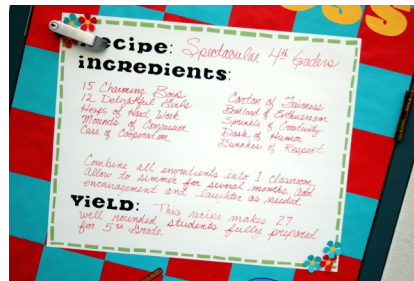 OSS
Recipe: Spectacular 4th Graders
ingredients:
15 Charming Boys
12 Delightful Girls
Heaps of Hard Work
Mounds of Compassion
Case of Cooperation
Carton of Fairness
Bowlload of Enthusiasm
Sprinkle of Creativity
Dash of Humor
Bunches of Respect
Combine all ingredients into 1 classroom.
Allow to simmer for several months. Add
encouragement and laughter as needed.
YiELD: This recipe makes 27
well rounded students fully prepared
for 5th Grade.